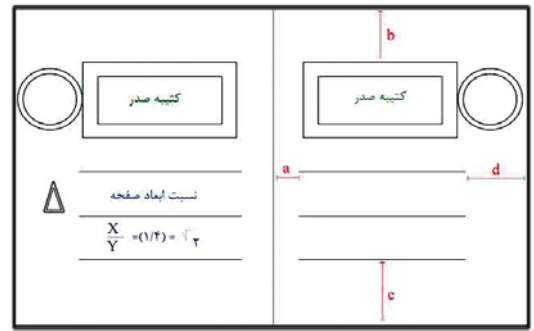 b
کتیبه صدر
کتیبه صدر
a
d
نسبت ابعاد صفحه
X/Y =(۱/۴) = √۲
c